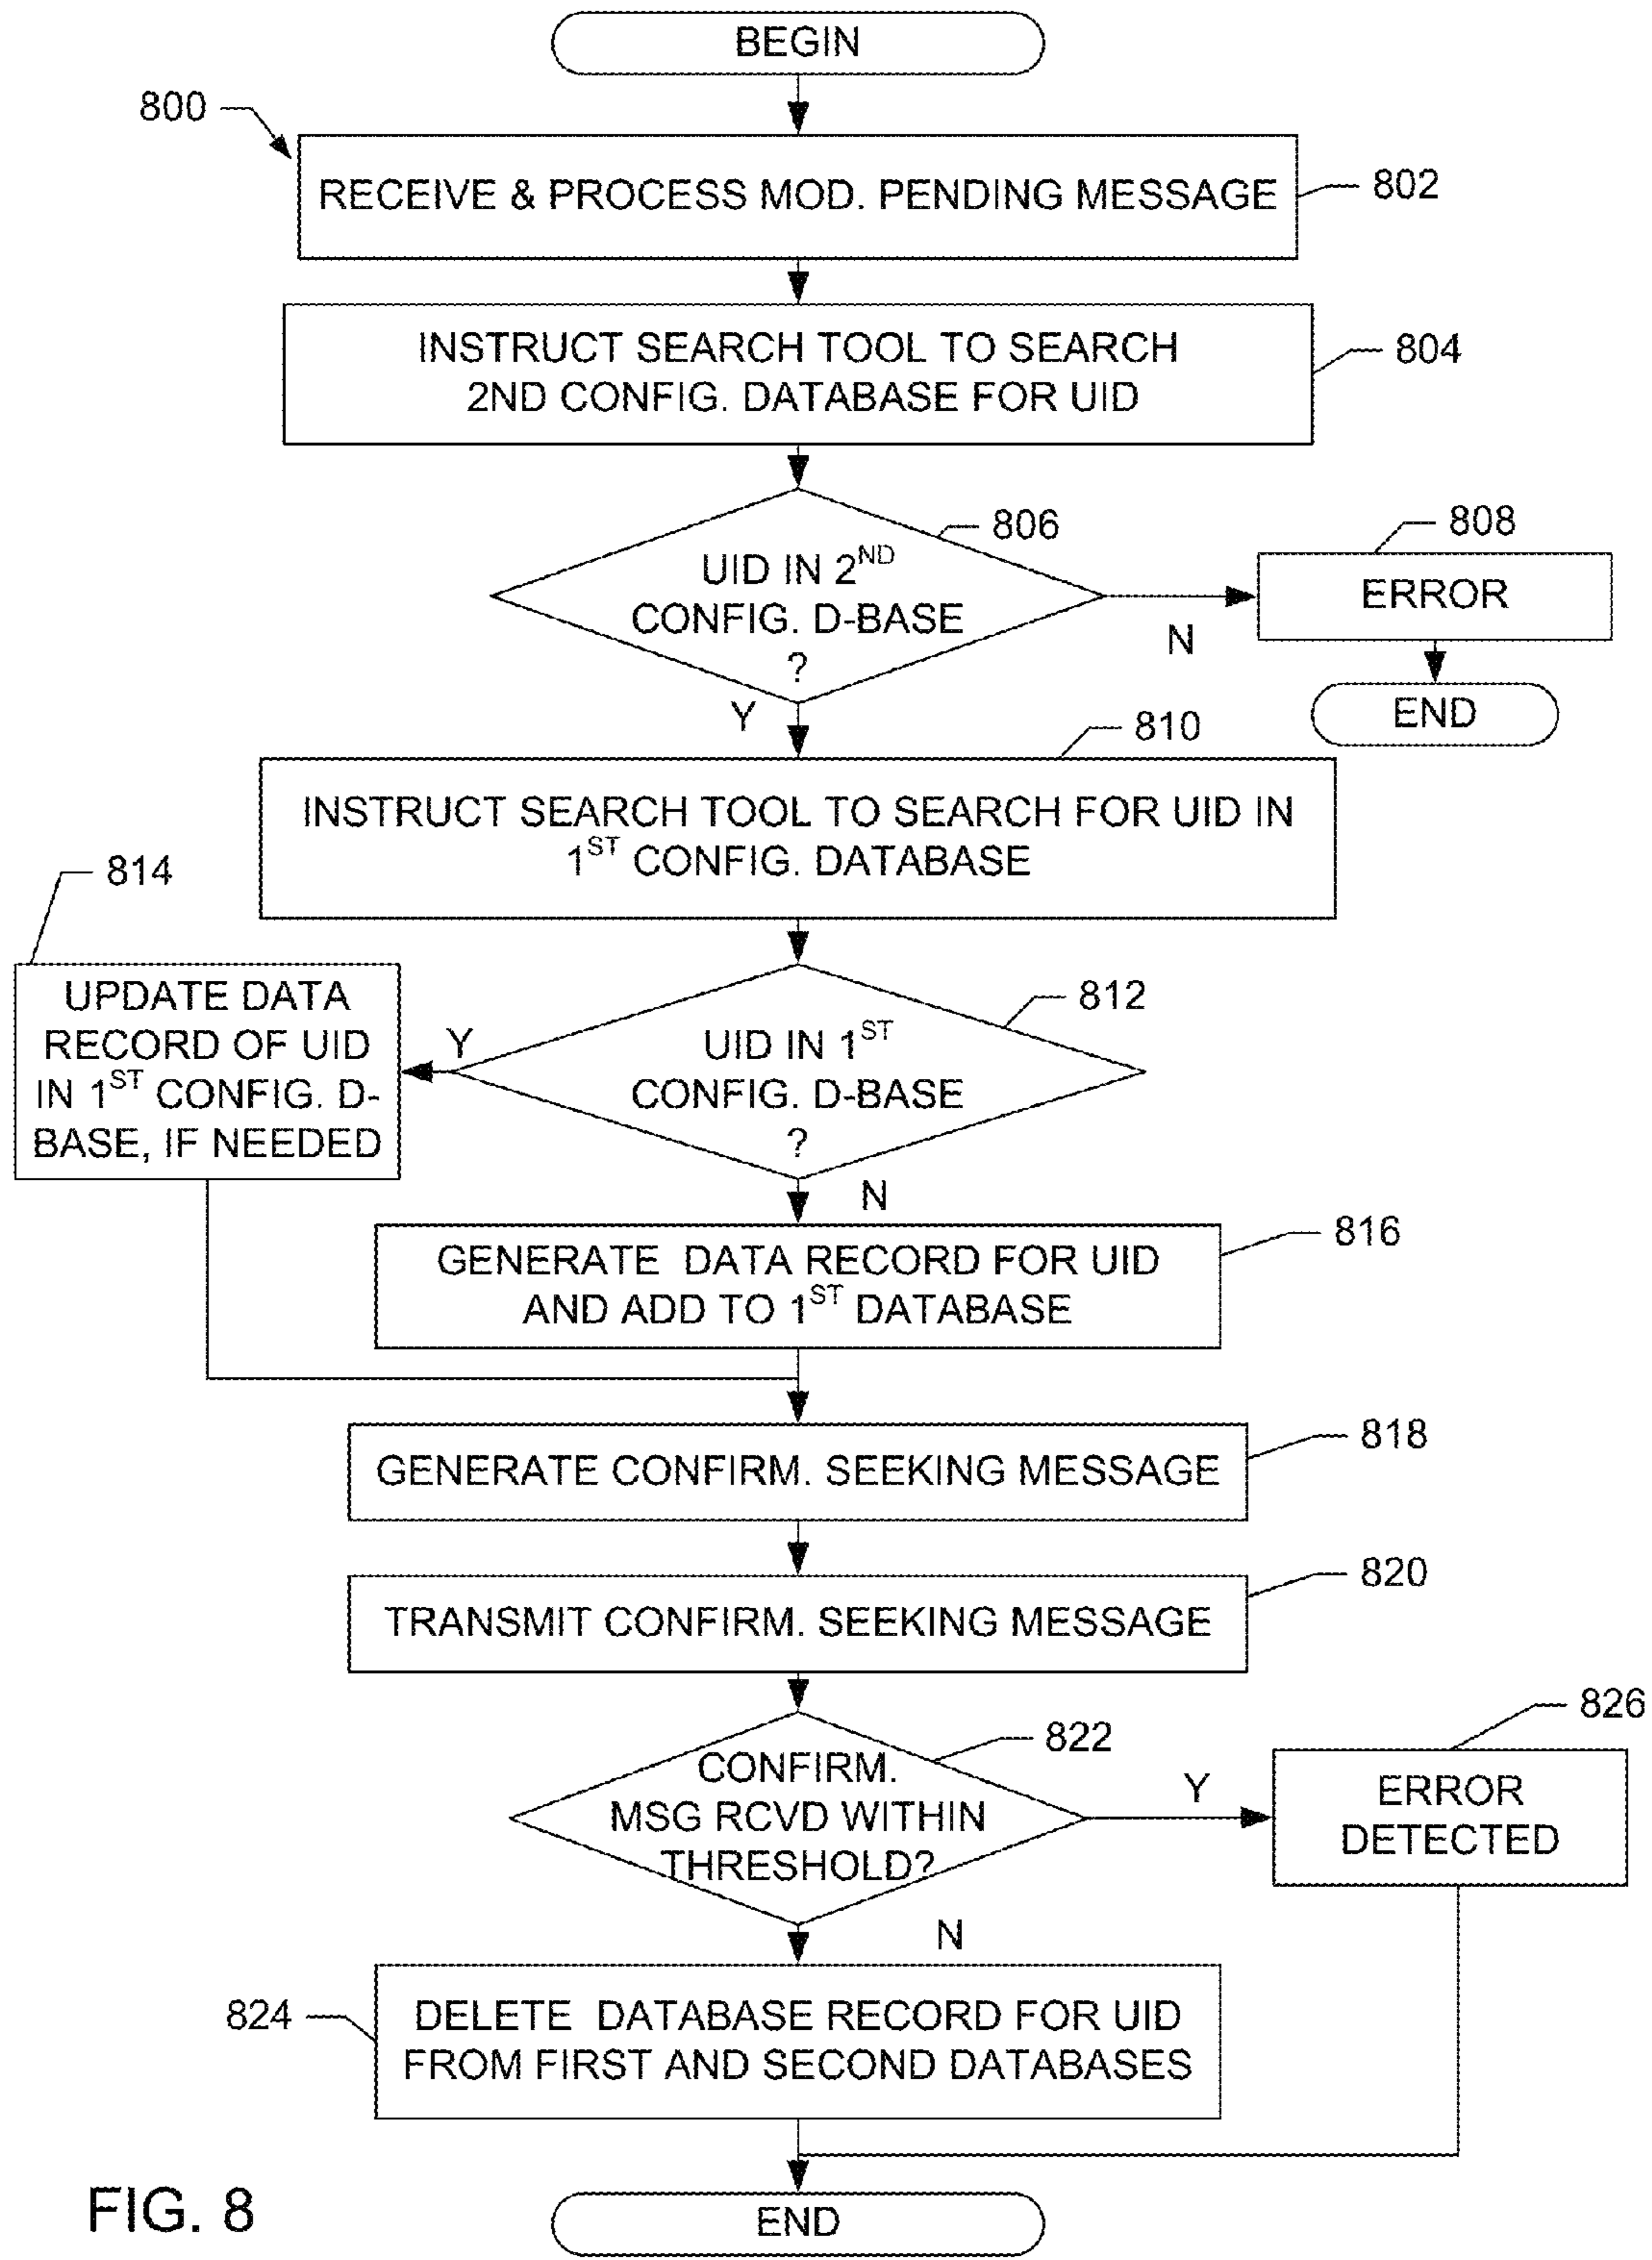 BEGIN
800
RECEIVE & PROCESS MOD. PENDING MESSAGE
802
INSTRUCT SEARCH TOOL TO SEARCH
2ND CONFIG. DATABASE FOR UID
804
806
UID IN 2ND
CONFIG. D-BASE
?
N
Y
808
ERROR
END
810
INSTRUCT SEARCH TOOL TO SEARCH FOR UID IN
1ST CONFIG. DATABASE
814
UPDATE DATA
RECORD OF UID
IN 1ST CONFIG. D-
BASE, IF NEEDED
Y
812
UID IN 1ST
CONFIG. D-BASE
?
N
816
GENERATE DATA RECORD FOR UID
AND ADD TO 1ST DATABASE
818
GENERATE CONFIRM. SEEKING MESSAGE
820
TRANSMIT CONFIRM. SEEKING MESSAGE
822
CONFIRM.
MSG RCVD WITHIN
THRESHOLD?
Y
826
ERROR
DETECTED
N
824
DELETE DATABASE RECORD FOR UID
FROM FIRST AND SECOND DATABASES
END
FIG. 8